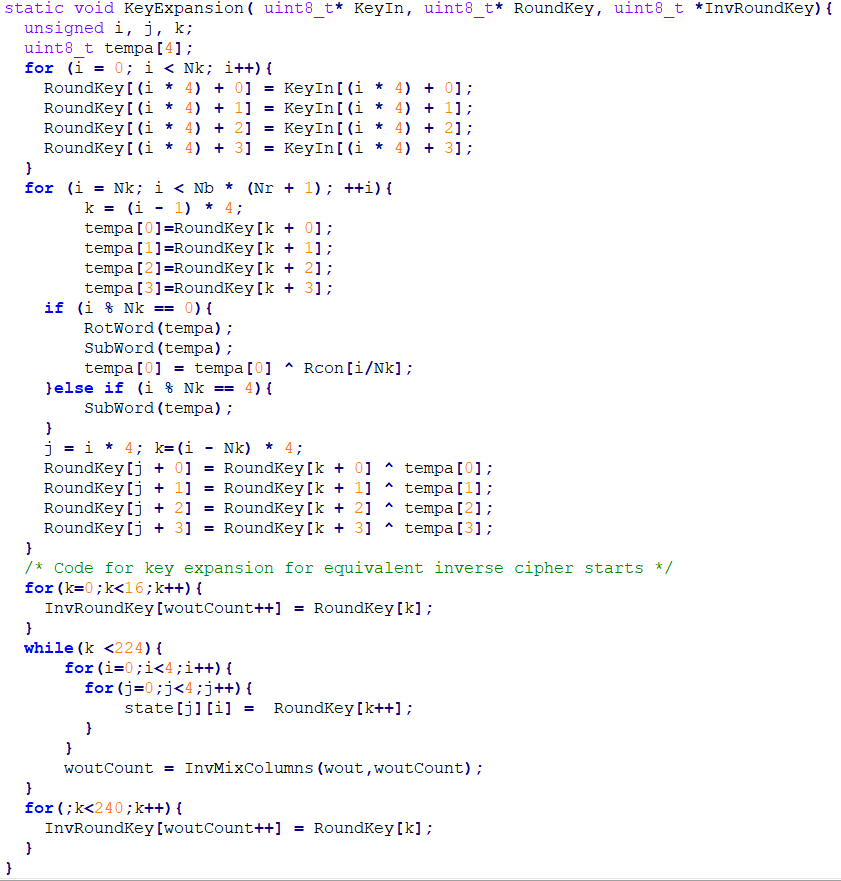 static void KeyExpansion( uint8_t* KeyIn, uint8_t* RoundKey, uint8_t *InvRoundKey){
  unsigned i, j, k;
  uint8_t tempa[4];
  for (i = 0; i < Nk; i++){
    RoundKey[(i * 4) + 0] = KeyIn[(i * 4) + 0];
    RoundKey[(i * 4) + 1] = KeyIn[(i * 4) + 1];
    RoundKey[(i * 4) + 2] = KeyIn[(i * 4) + 2];
    RoundKey[(i * 4) + 3] = KeyIn[(i * 4) + 3];
  }
  for (i = Nk; i < Nb * (Nr + 1); ++i){
        k = (i - 1) * 4;
        tempa[0]=RoundKey[k + 0];
        tempa[1]=RoundKey[k + 1];
        tempa[2]=RoundKey[k + 2];
        tempa[3]=RoundKey[k + 3];
    if (i % Nk == 0){
        RotWord(tempa);
        SubWord(tempa);
        tempa[0] = tempa[0] ^ Rcon[i/Nk];
    }else if (i % Nk == 4){
        SubWord(tempa);
    }
    j = i * 4; k=(i - Nk) * 4;
    RoundKey[j + 0] = RoundKey[k + 0] ^ tempa[0];
    RoundKey[j + 1] = RoundKey[k + 1] ^ tempa[1];
    RoundKey[j + 2] = RoundKey[k + 2] ^ tempa[2];
    RoundKey[j + 3] = RoundKey[k + 3] ^ tempa[3];
  }
  /* Code for key expansion for equivalent inverse cipher starts */
  for(k=0;k<16;k++){
    InvRoundKey[woutCount++] = RoundKey[k];
  }
  while(k <224){
      for(i=0;i<4;i++){
        for(j=0;j<4;j++){
            state[j][i] =  RoundKey[k++];
        }
      }
      woutCount = InvMixColumns(wout,woutCount);
  }
  for(;k<240;k++){
    InvRoundKey[woutCount++] = RoundKey[k];
  }
}